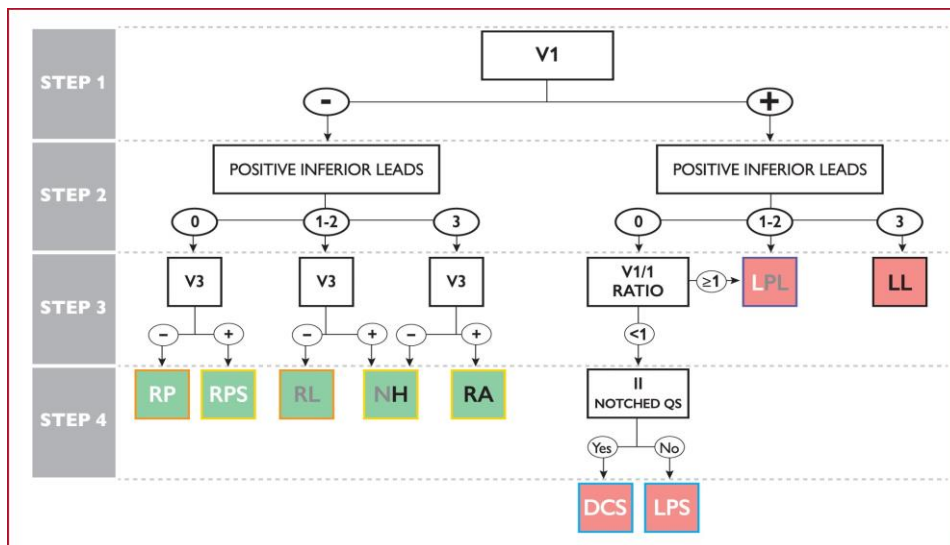 STEP 1
V1
-
+
STEP 2
POSITIVE INFERIOR LEADS
POSITIVE INFERIOR LEADS
0
1-2
3
0
1-2
3
STEP 3
V3
V3
V3
V1/1
RATIO
≥1
LPL
LL
−
+
−
+
−
+
<1
STEP 4
RP
RPS
RL
NH
RA
II
NOTCHED QS
Yes
No
DCS
LPS